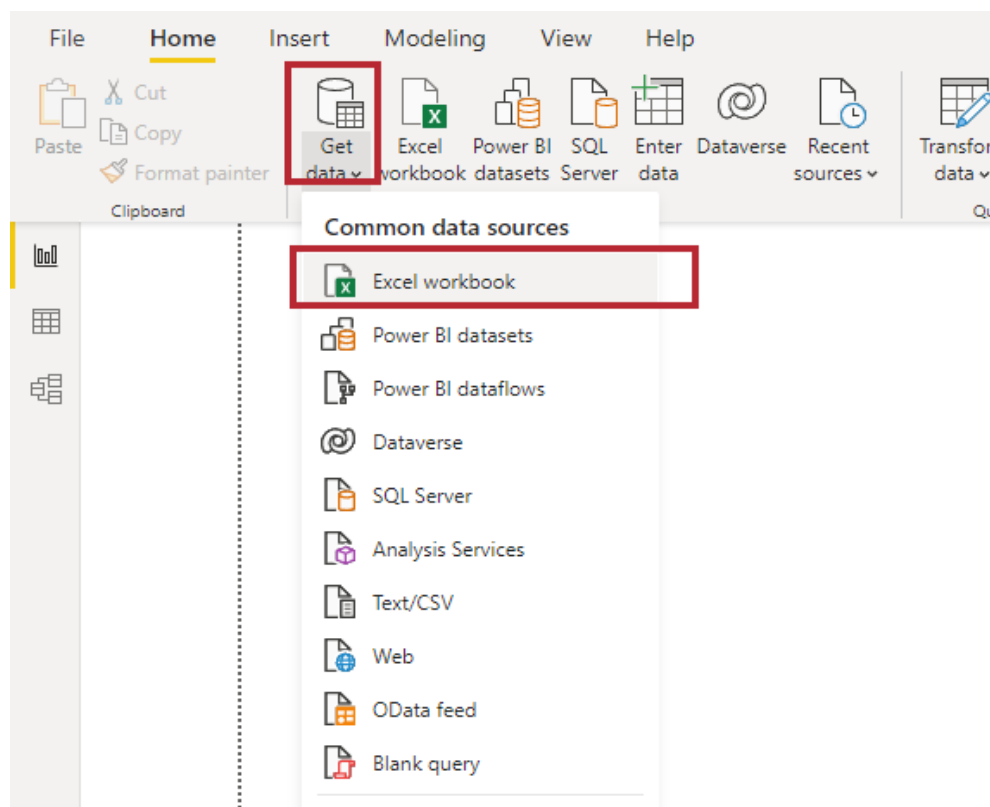 File Home Insert Modeling View Help
Cut
Copy
Paste
Format painter
Clipboard
Get data
Excel workbook
Power BI datasets
SQL Server
Enter data
Dataverse
Recent sources
data
Common data sources
Excel workbook
Power BI datasets
Power BI dataflows
Dataverse
SQL Server
Analysis Services
Text/CSV
Web
OData feed
Blank query